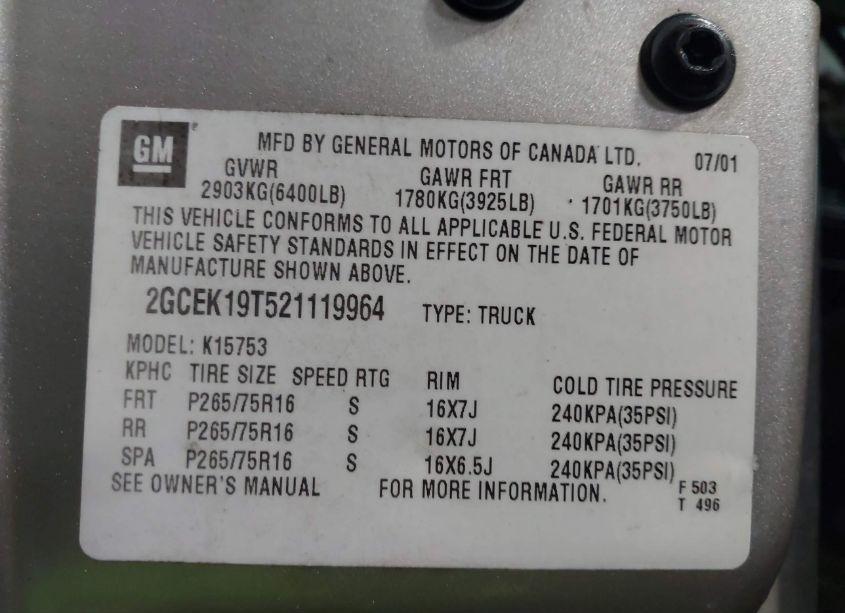 GM
MFD BY GENERAL MOTORS OF CANADA LTD. 07/01
GVWR GAWR FRT GAWR RR
2903KG(6400LB) 1780KG(3925LB) 1701KG(3750LB)
THIS VEHICLE CONFORMS TO ALL APPLICABLE U.S. FEDERAL MOTOR
VEHICLE SAFETY STANDARDS IN EFFECT ON THE DATE OF
MANUFACTURE SHOWN ABOVE.
2GCEK19T521119964 TYPE: TRUCK
MODEL: K15753
KPHC TIRE SIZE SPEED RTG RIM COLD TIRE PRESSURE
FRT P265/75R16 S 16X7J 240KPA(35PSI)
RR P265/75R16 S 16X7J 240KPA(35PSI)
SPA P265/75R16 S 16X6.5J 240KPA(35PSI)
SEE OWNER'S MANUAL FOR MORE INFORMATION. F 503
T 496